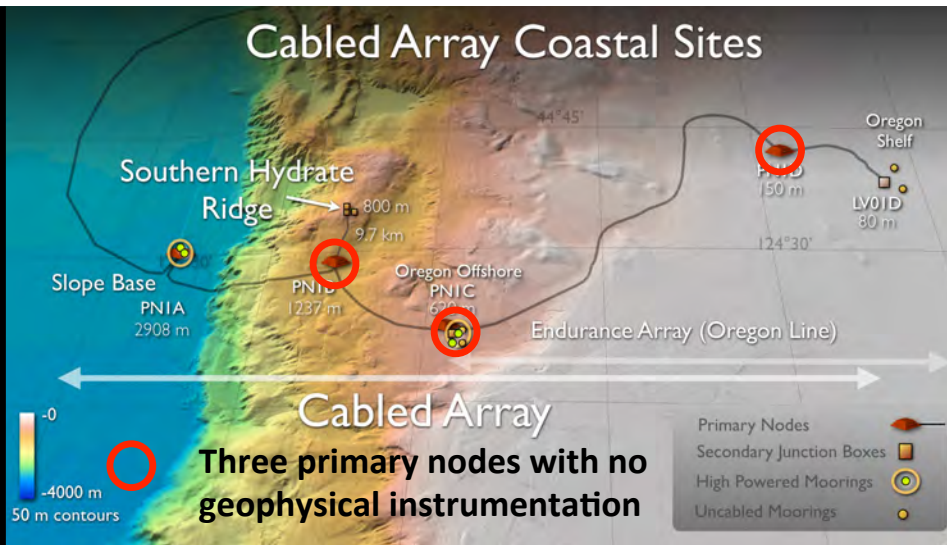 Cabled Array Coastal Sites
44°45'
Oregon
Shelf
Southern Hydrate
Ridge
800 m
PN1D
150 m
LV01D
80 m
9.7 km
124°30'
Slope Base
PN1A
2908 m
PN1B
1237 m
Oregon Offshore
PN1C
Endurance Array (Oregon Line)
Cabled Array
-0
-4000 m
50 m contours
Three primary nodes with no
geophysical instrumentation
Primary Nodes
Secondary Junction Boxes
High Powered Moorings
Uncabled Moorings